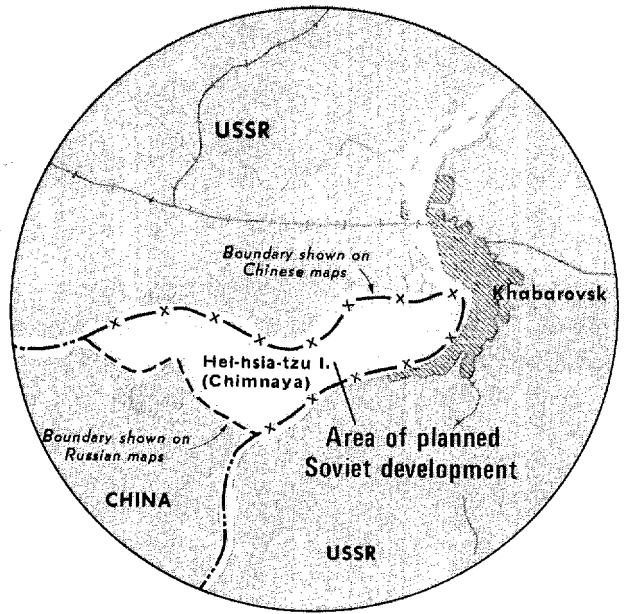 USSR
Boundary shown on
Chinese maps
Khabarovsk
Hei-hsia-tzu I.
(Chimnaya)
Area of planned
Soviet development
Boundary shown on
Russian maps
CHINA
USSR